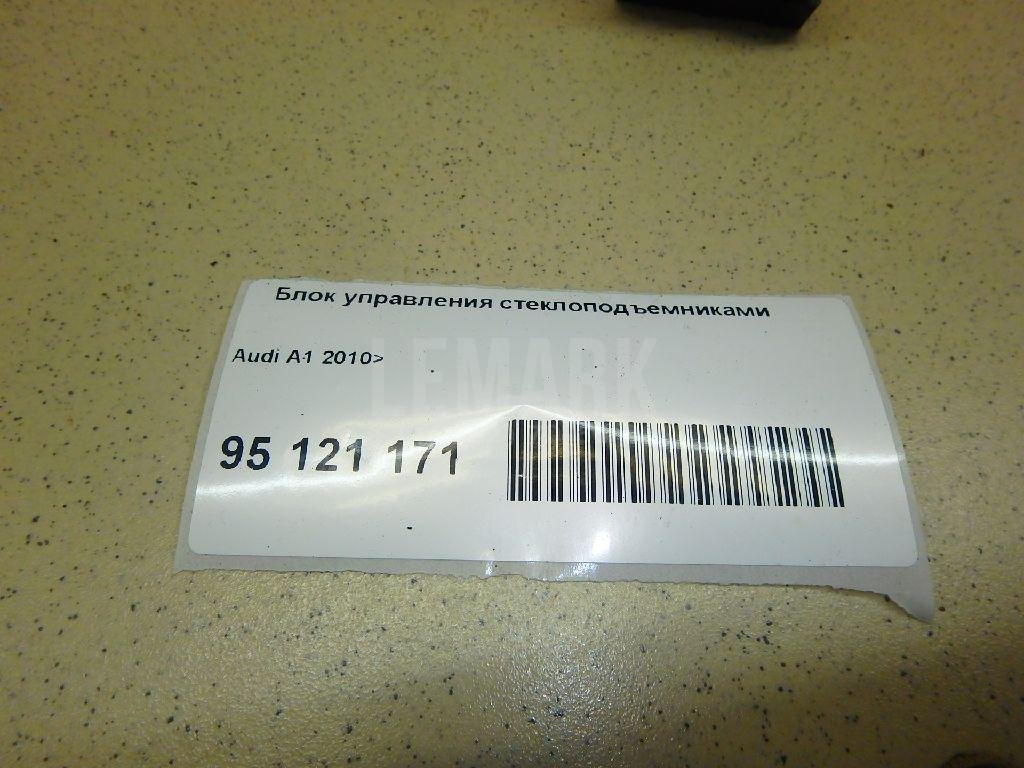 Блок управления стеклоподъемниками
Audi A1 2010>
LEMARK
95 121 171